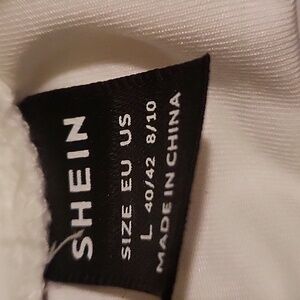 SHEIN
SIZE EU US
L 40/42 8/10
MADE IN CHINA